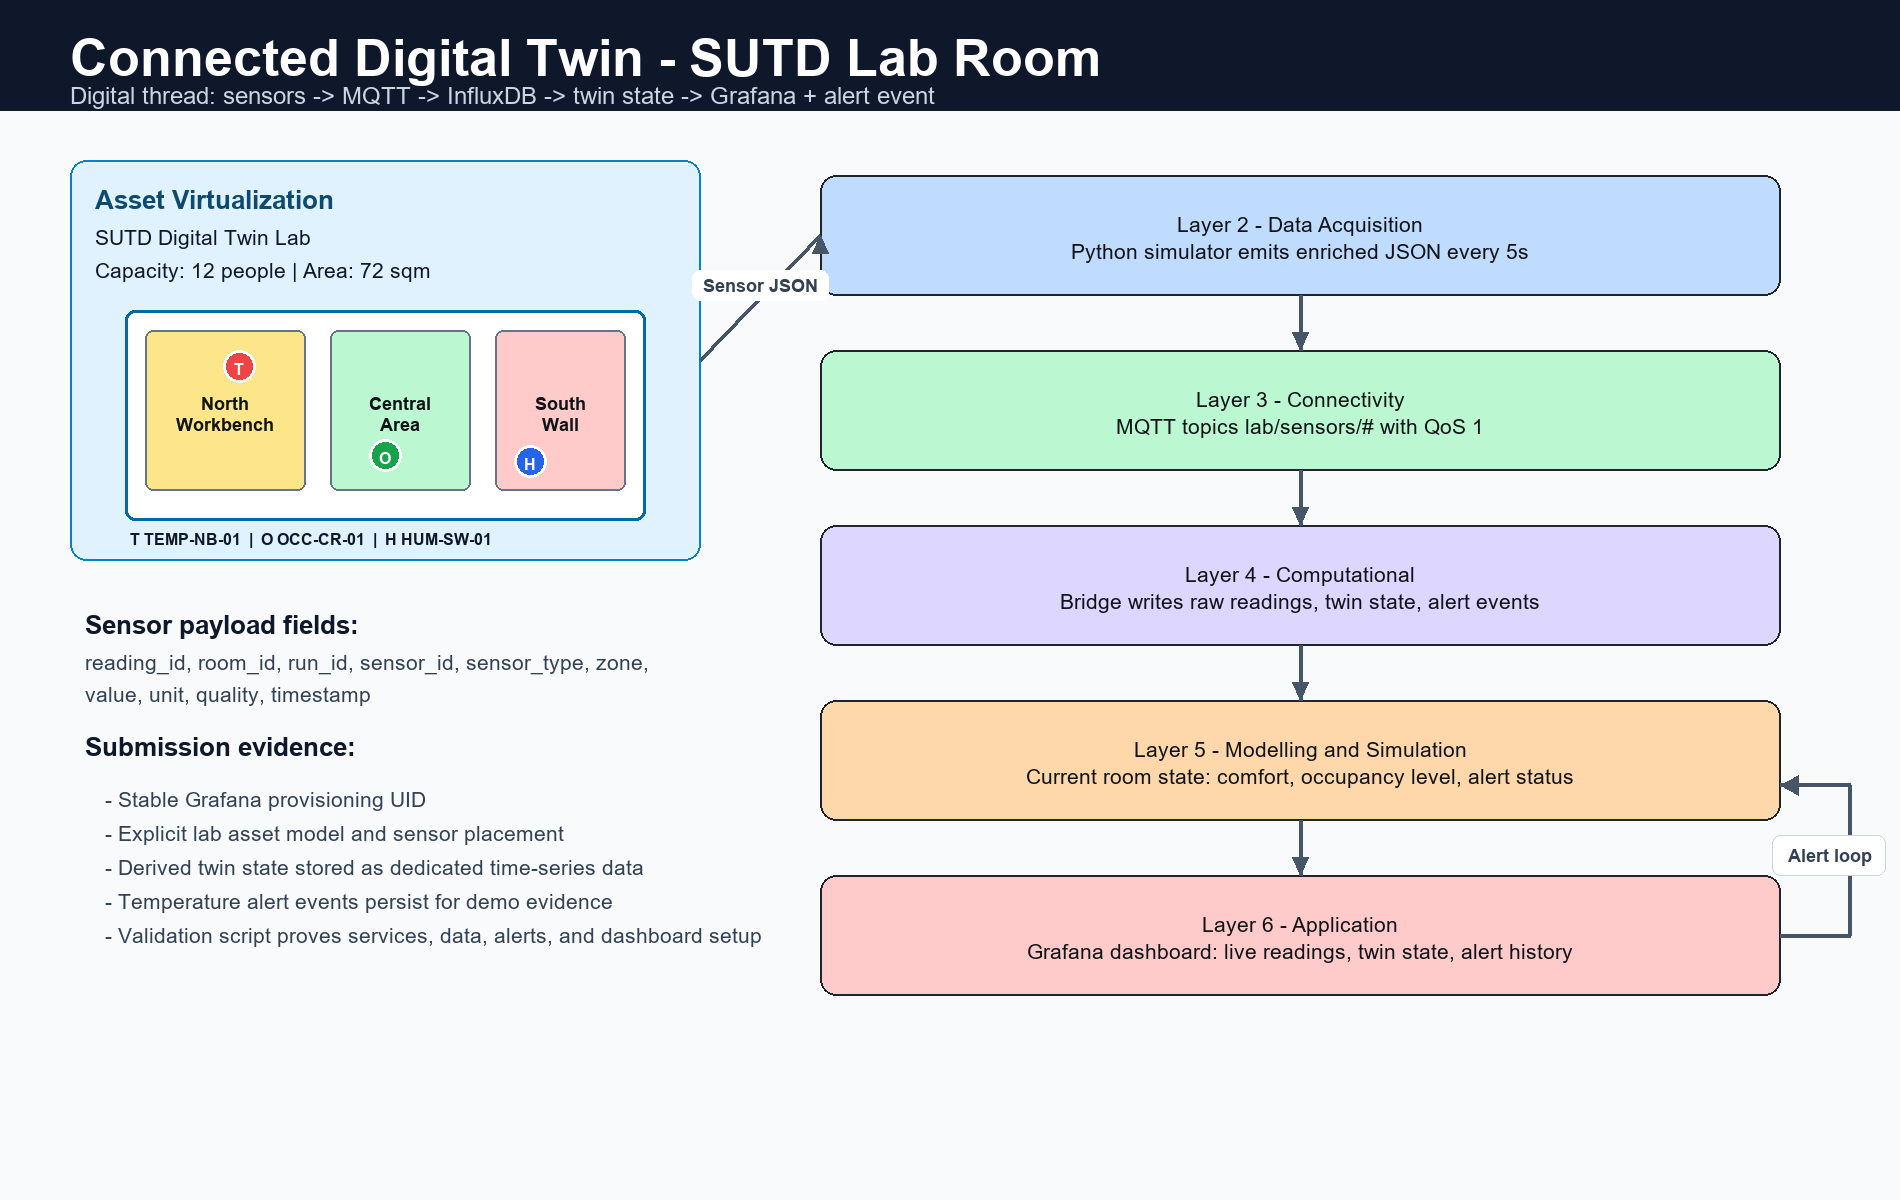 Connected Digital Twin - SUTD Lab Room
Digital thread: sensors -> MQTT -> InfluxDB -> twin state -> Grafana + alert event
Asset Virtualization
SUTD Digital Twin Lab
Capacity: 12 people | Area: 72 sqm
T
North
Workbench
Central
Area
O
South
Wall
H
T TEMP-NB-01 | O OCC-CR-01 | H HUM-SW-01
Sensor JSON
Sensor payload fields:
reading_id, room_id, run_id, sensor_id, sensor_type, zone,
value, unit, quality, timestamp
Submission evidence:
- Stable Grafana provisioning UID
- Explicit lab asset model and sensor placement
- Derived twin state stored as dedicated time-series data
- Temperature alert events persist for demo evidence
- Validation script proves services, data, alerts, and dashboard setup
Layer 2 - Data Acquisition
Python simulator emits enriched JSON every 5s
Layer 3 - Connectivity
MQTT topics lab/sensors/# with QoS 1
Layer 4 - Computational
Bridge writes raw readings, twin state, alert events
Layer 5 - Modelling and Simulation
Current room state: comfort, occupancy level, alert status
Alert loop
Layer 6 - Application
Grafana dashboard: live readings, twin state, alert history